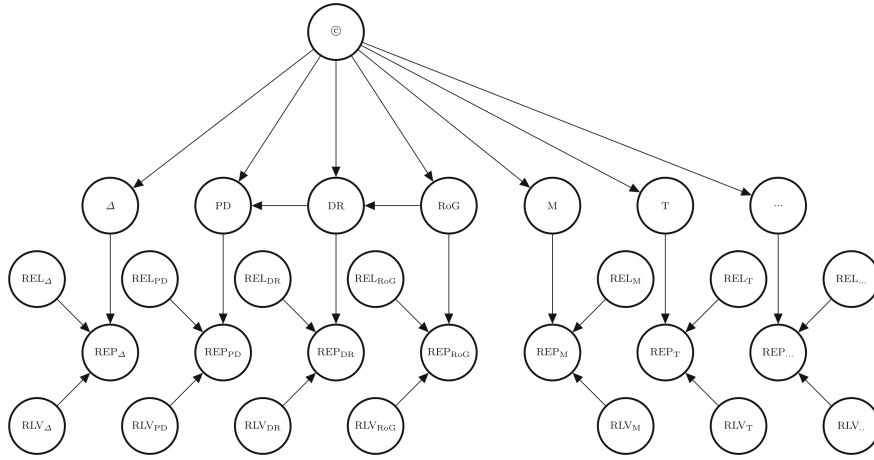 ©
Δ PD DR RoG M T ...
REL_Δ REL_PD REL_DR REL_RoG REL_M REL_T REL_...
REP_Δ REP_PD REP_DR REP_RoG REP_M REP_T REP_...
RLV_Δ RLV_PD RLV_DR RLV_RoG RLV_M RLV_T RLV_..